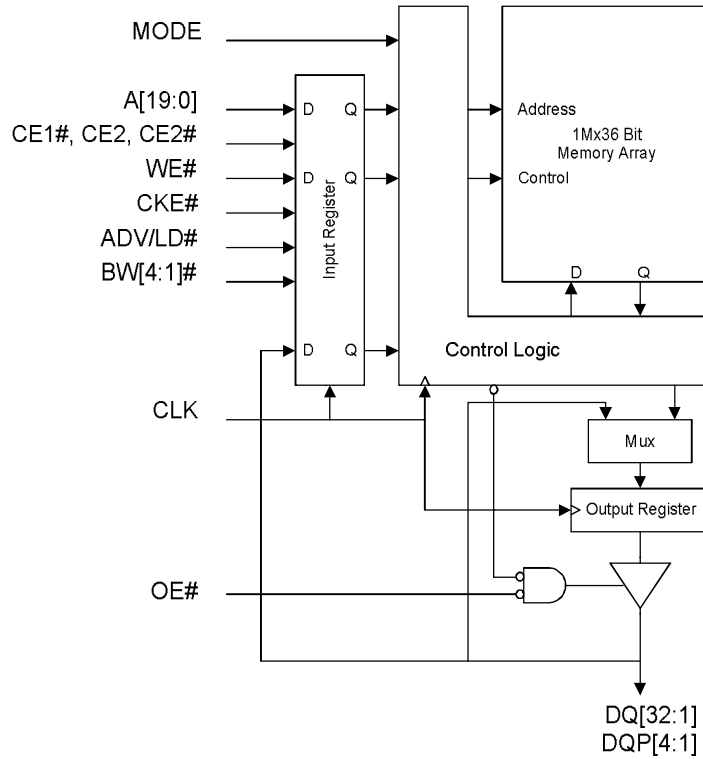 MODE
A[19:0]
CE1#, CE2, CE2#
WE#
CKE#
ADV/LD#
BW[4:1]#
CLK
OE#
D Q
D Q
D Q
Input Register
Address
Control
1Mx36 Bit
Memory Array
D Q
Control Logic
Mux
Output Register
DQ[32:1]
DQP[4:1]